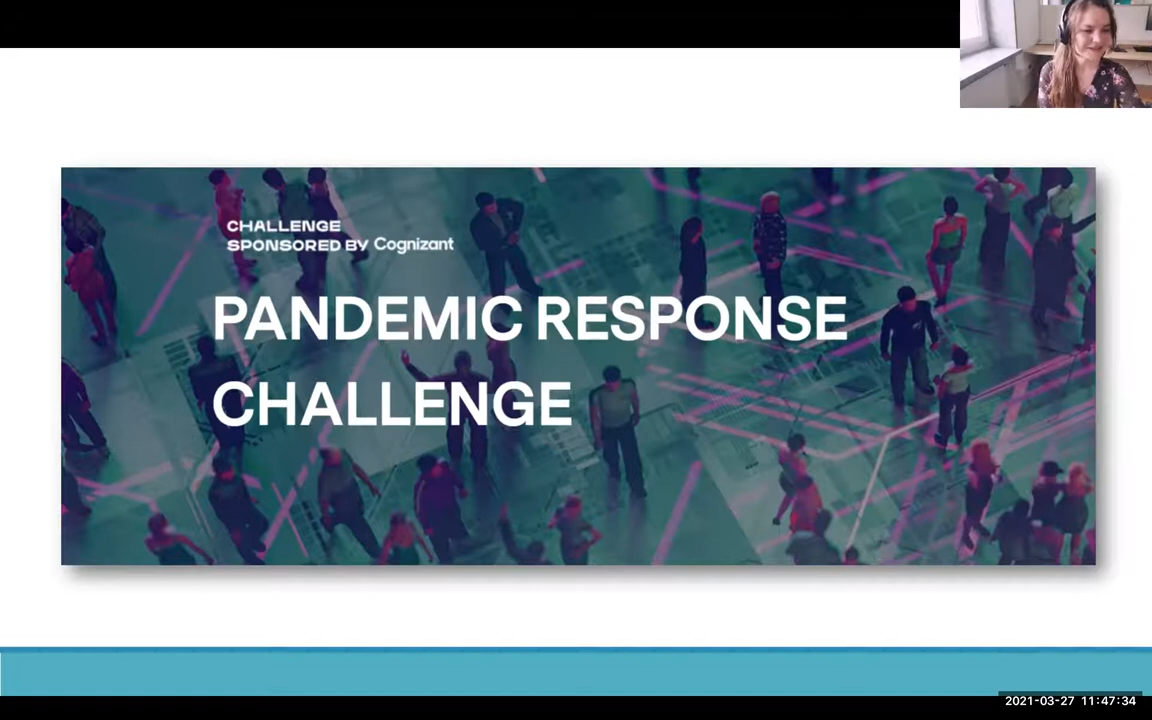 CHALLENGE
SPONSORED BY Cognizant
PANDEMIC RESPONSE
CHALLENGE
2021-03-27 11:47:34